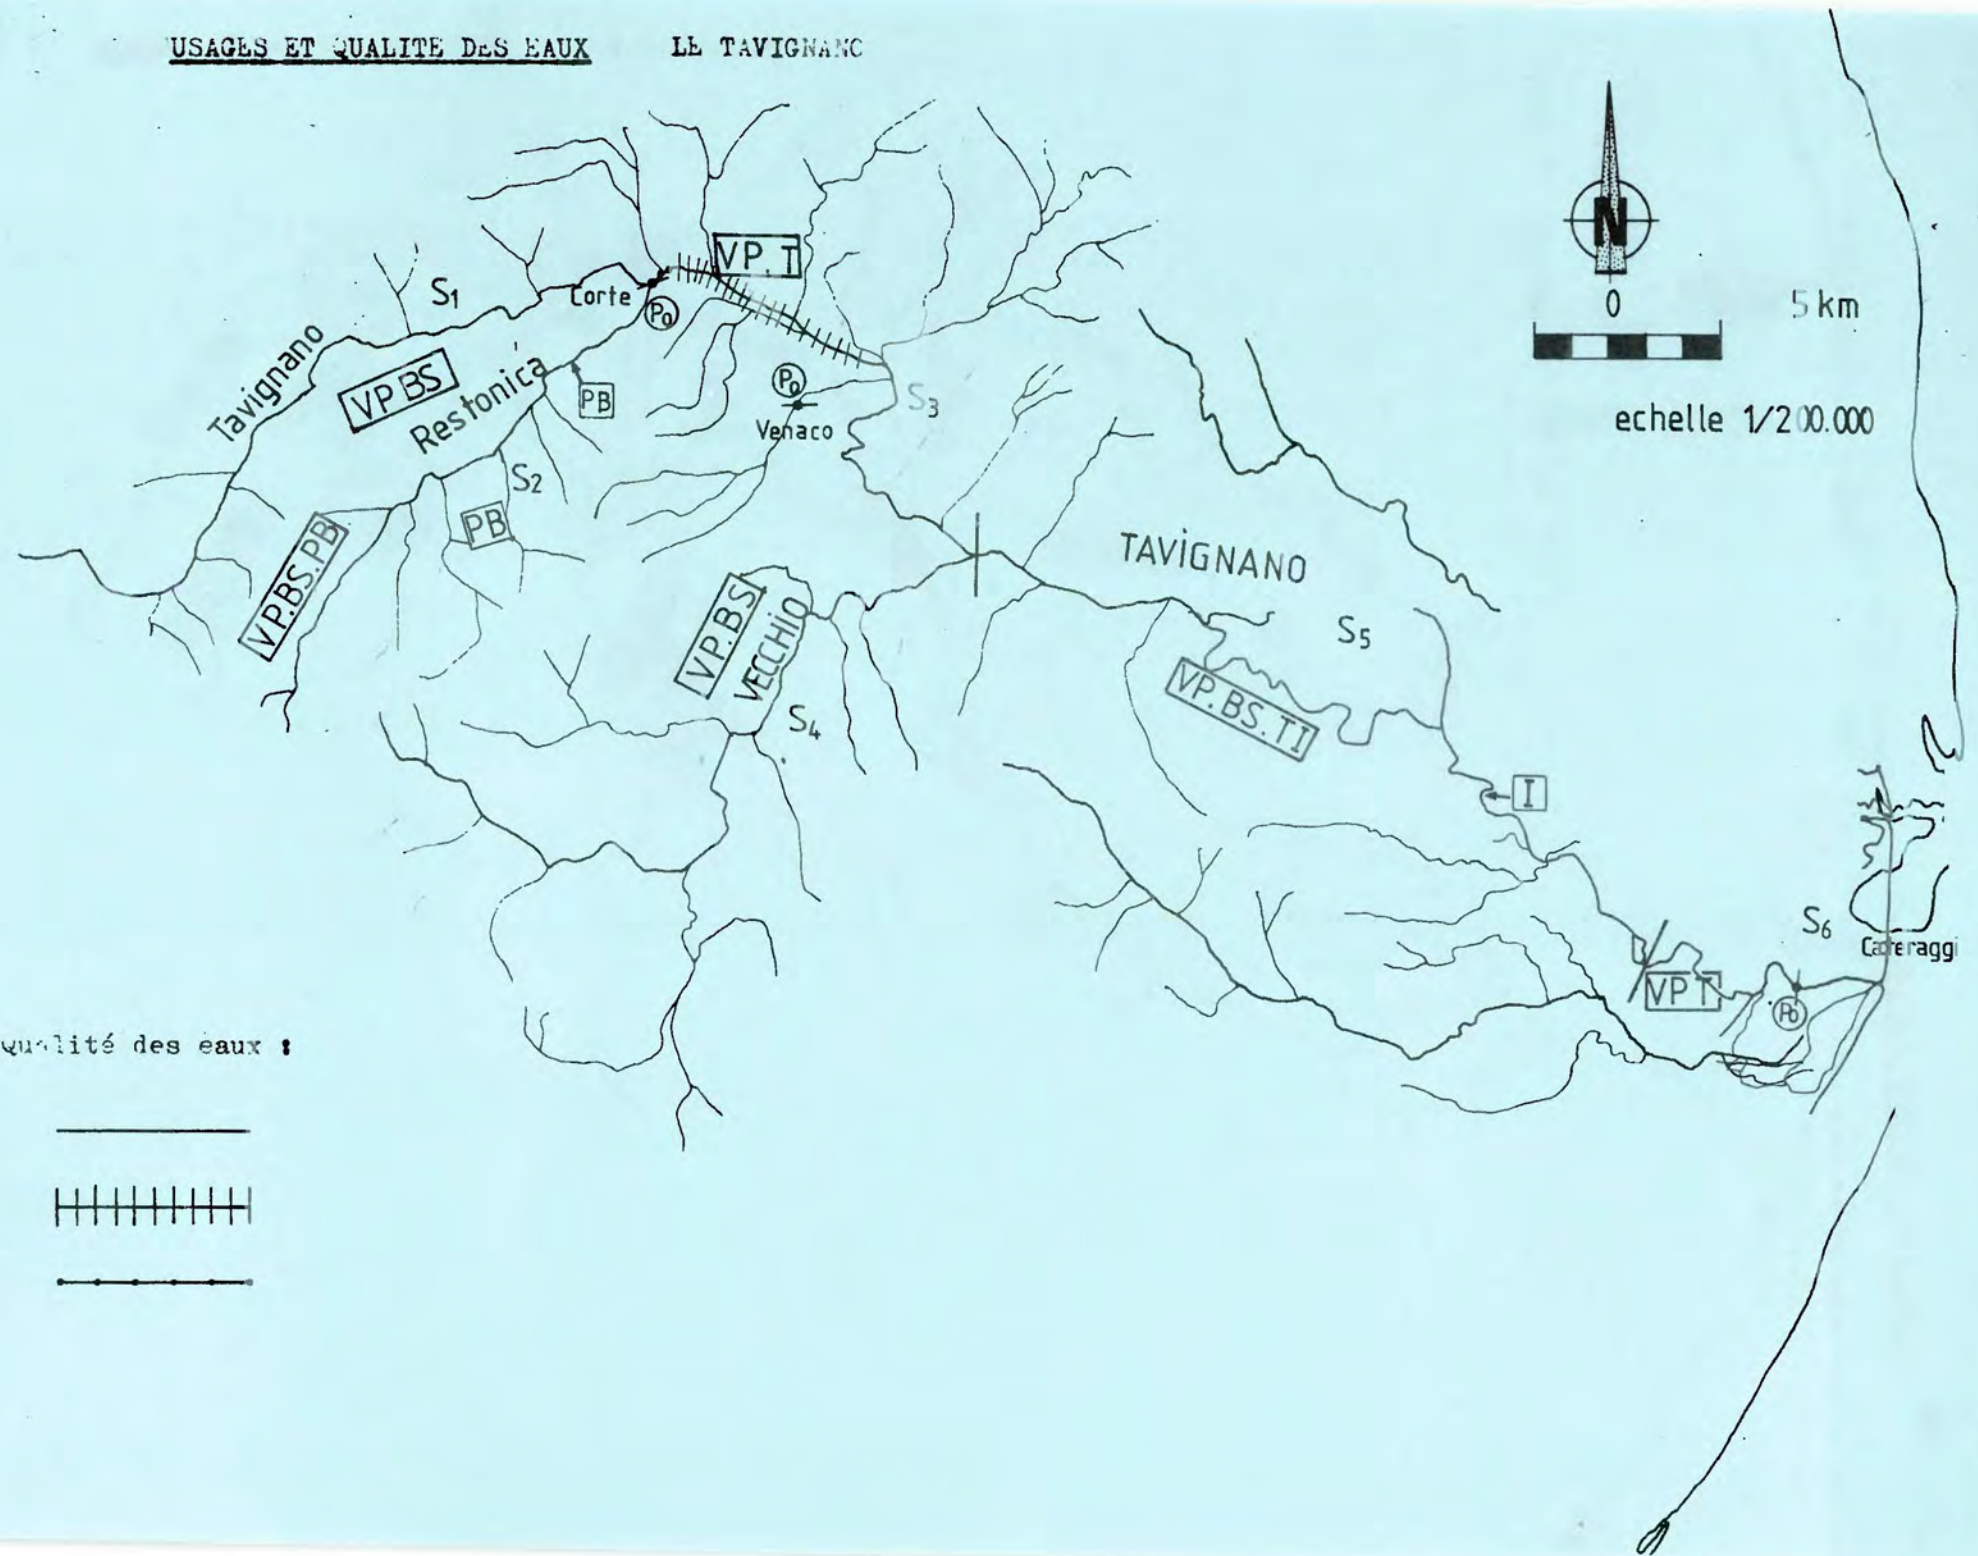 USAGES ET QUALITE DES EAUX LE TAVIGNANO
N
0 5 km
echelle 1/200.000
VP.T
S1
Corte
Po
Tavignano
VP.BS
Restonica
PB
Po
Venaco
S3
S2
PB
VP.BS.PB
TAVIGNANO
VP.BS
VECCHIO
S4
S5
VP.BS.TI
I
S6
Cateraggi
VP T
Po
Qualité des eaux :